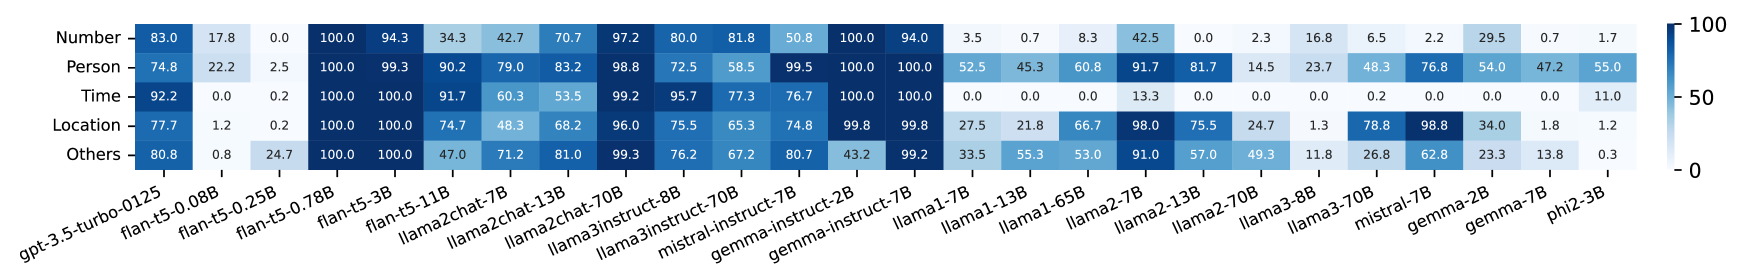 Number 83.0 17.8 0.0 100.0 94.3 34.3 42.7 70.7 97.2 80.0 81.8 50.8 100.0 94.0 3.5 0.7 8.3 42.5 0.0 2.3 16.8 6.5 2.2 29.5 0.7 1.7
Person 74.8 22.2 2.5 100.0 99.3 90.2 79.0 83.2 98.8 72.5 58.5 99.5 100.0 100.0 52.5 45.3 60.8 91.7 81.7 14.5 23.7 48.3 76.8 54.0 47.2 55.0
Time 92.2 0.0 0.2 100.0 100.0 91.7 60.3 53.5 99.2 95.7 77.3 76.7 100.0 100.0 0.0 0.0 0.0 13.3 0.0 0.0 0.0 0.2 0.0 0.0 0.0 11.0
Location 77.7 1.2 0.2 100.0 100.0 74.7 48.3 68.2 96.0 75.5 65.3 74.8 99.8 99.8 27.5 21.8 66.7 98.0 75.5 24.7 1.3 78.8 98.8 34.0 1.8 1.2
Others 80.8 0.8 24.7 100.0 100.0 47.0 71.2 81.0 99.3 76.2 67.2 80.7 43.2 99.2 33.5 55.3 53.0 91.0 57.0 49.3 11.8 26.8 62.8 23.3 13.8 0.3
gpt-3.5-turbo-0125
flan-t5-0.08B
flan-t5-0.25B
flan-t5-0.78B
flan-t5-3B
flan-t5-11B
llama2chat-7B
llama2chat-13B
llama2chat-70B
llama3instruct-8B
llama3instruct-70B
mistral-instruct-7B
gemma-instruct-2B
gemma-instruct-7B
llama1-7B
llama1-13B
llama1-65B
llama2-7B
llama2-13B
llama2-70B
llama3-8B
llama3-70B
mistral-7B
gemma-2B
gemma-7B
phi2-3B
100
50
0